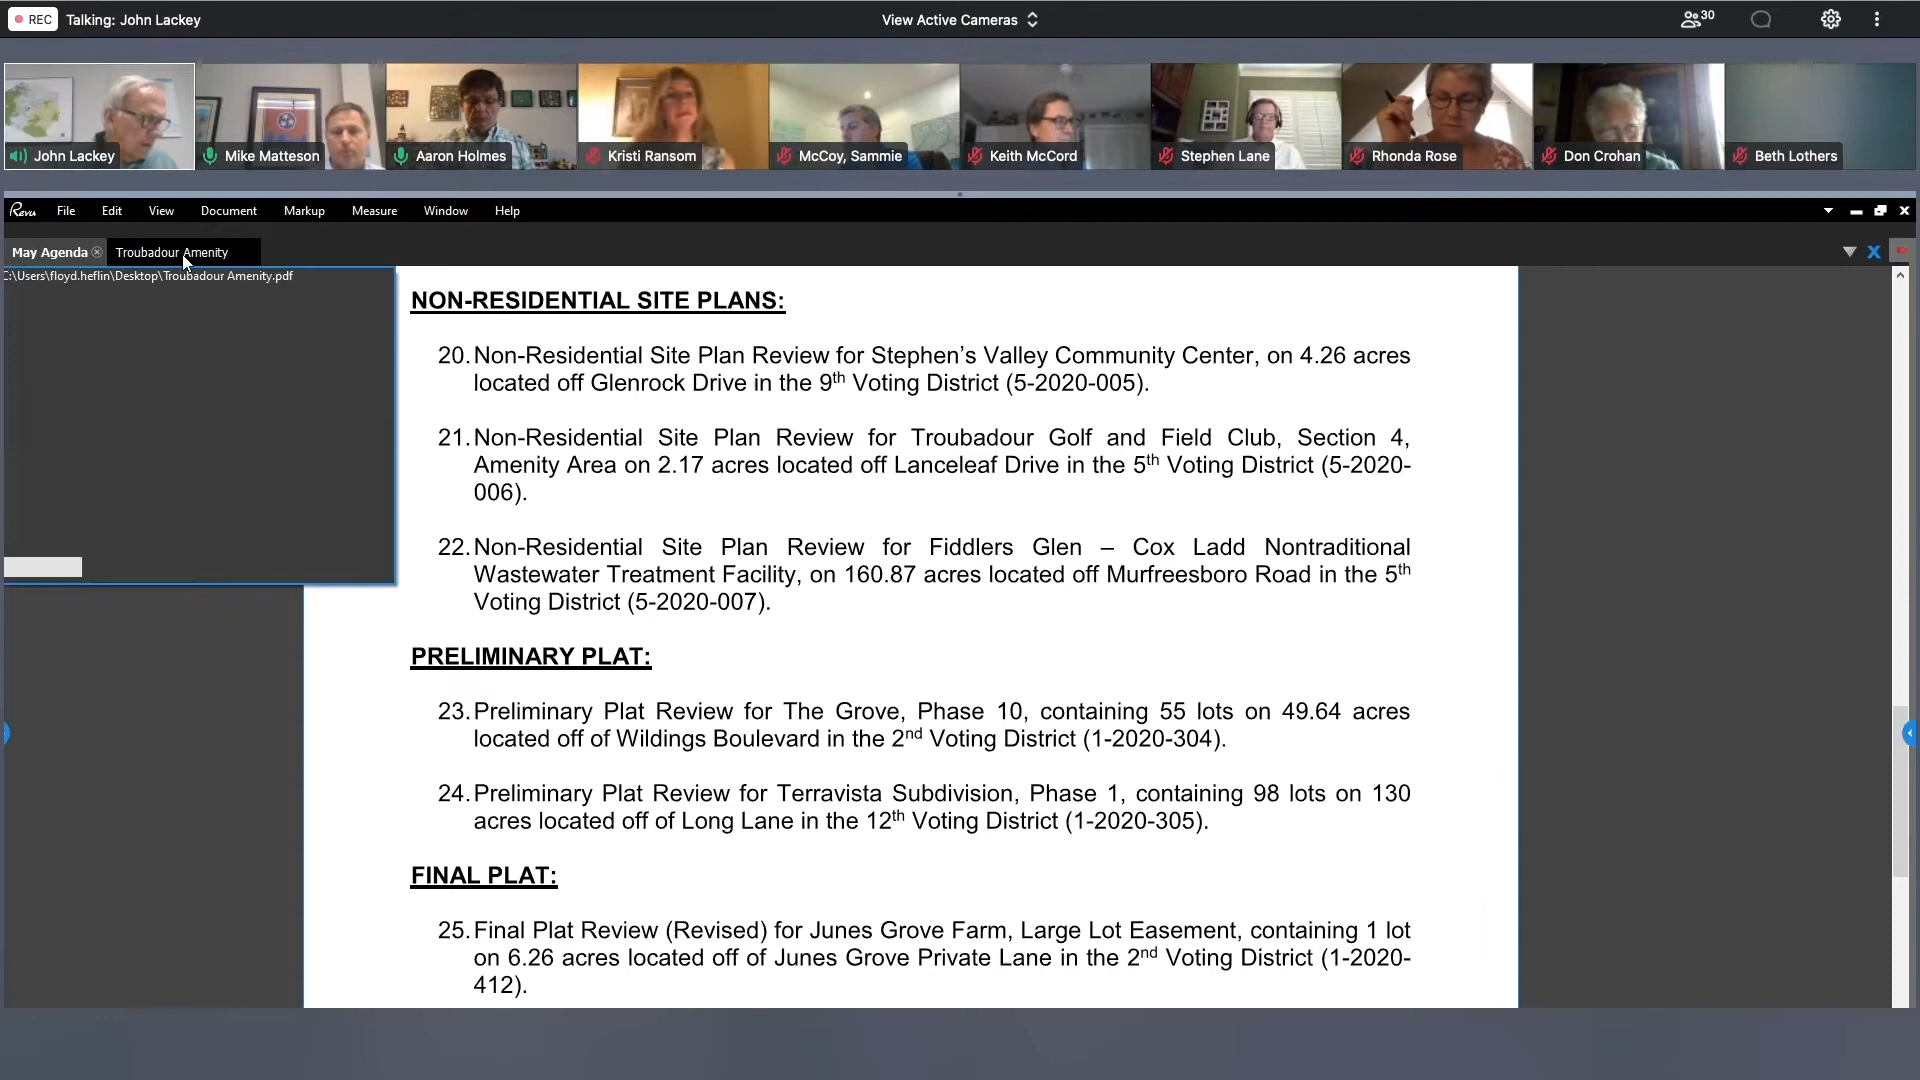 REC Talking: John Lackey
View Active Cameras
30
John Lackey
Mike Matteson
Aaron Holmes
Kristi Ransom
McCoy, Sammie
Keith McCord
Stephen Lane
Rhonda Rose
Don Crohan
Beth Lothers
Revu File Edit View Document Markup Measure Window Help
May Agenda Troubadour Amenity
C:\Users\floyd.heflin\Desktop\Troubadour Amenity.pdf
NON-RESIDENTIAL SITE PLANS:
20. Non-Residential Site Plan Review for Stephen's Valley Community Center, on 4.26 acres
located off Glenrock Drive in the 9th Voting District (5-2020-005).
21. Non-Residential Site Plan Review for Troubadour Golf and Field Club, Section 4,
Amenity Area on 2.17 acres located off Lanceleaf Drive in the 5th Voting District (5-2020-
006).
22. Non-Residential Site Plan Review for Fiddlers Glen – Cox Ladd Nontraditional
Wastewater Treatment Facility, on 160.87 acres located off Murfreesboro Road in the 5th
Voting District (5-2020-007).
PRELIMINARY PLAT:
23. Preliminary Plat Review for The Grove, Phase 10, containing 55 lots on 49.64 acres
located off of Wildings Boulevard in the 2nd Voting District (1-2020-304).
24. Preliminary Plat Review for Terravista Subdivision, Phase 1, containing 98 lots on 130
acres located off of Long Lane in the 12th Voting District (1-2020-305).
FINAL PLAT:
25. Final Plat Review (Revised) for Junes Grove Farm, Large Lot Easement, containing 1 lot
on 6.26 acres located off of Junes Grove Private Lane in the 2nd Voting District (1-2020-
412).